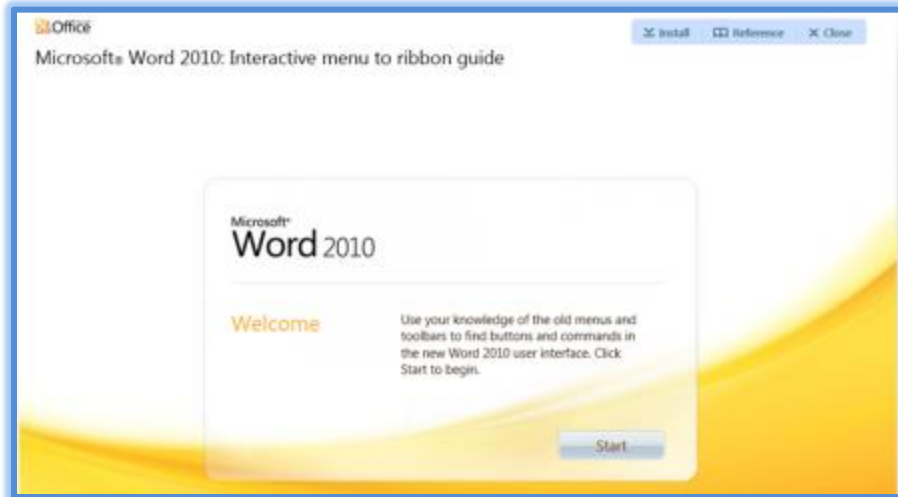 Office
Install Reference Close
Microsoft® Word 2010: Interactive menu to ribbon guide
Microsoft®
Word 2010
Welcome
Use your knowledge of the old menus and
toolbars to find buttons and commands in
the new Word 2010 user interface. Click
Start to begin.
Start